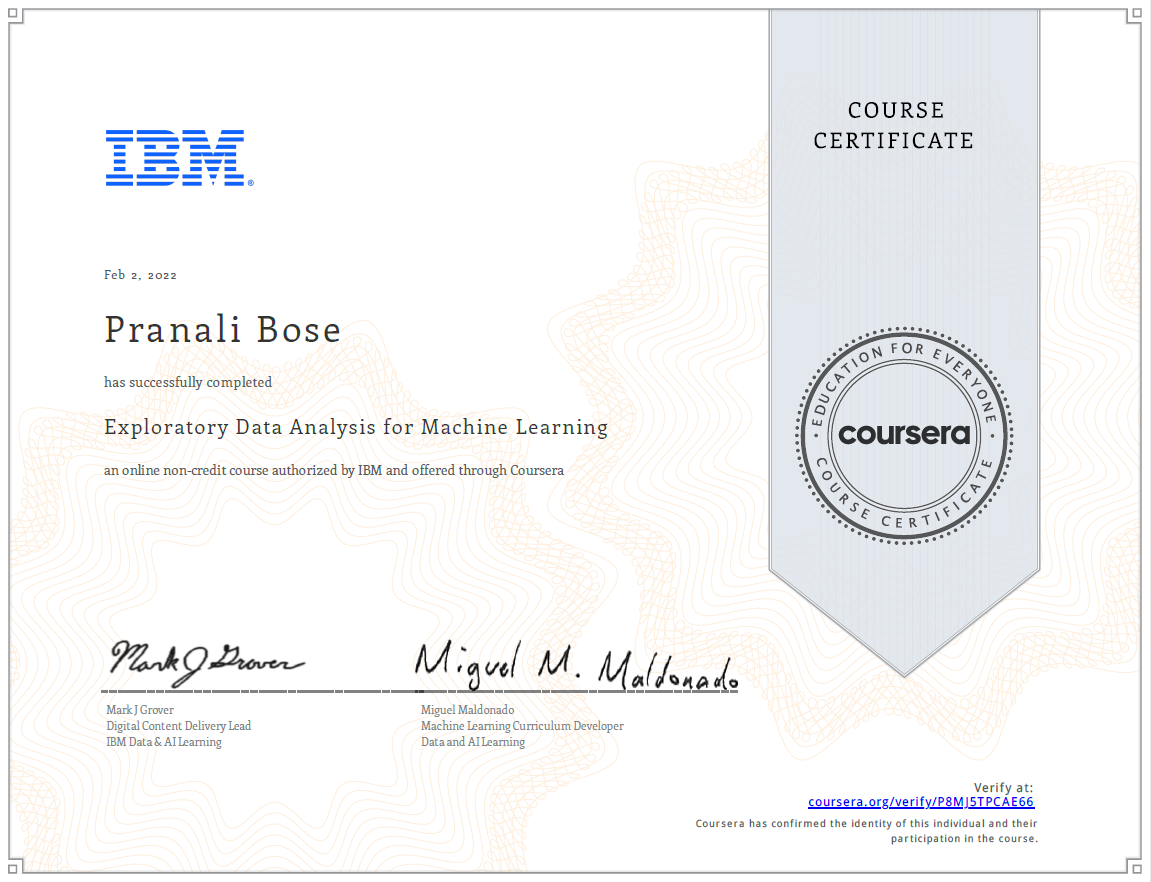 COURSE
CERTIFICATE
IBM®
Feb 2, 2022
Pranali Bose
has successfully completed
Exploratory Data Analysis for Machine Learning
an online non-credit course authorized by IBM and offered through Coursera
EDUCATION FOR EVERYONE
coursera
COURSE CERTIFICATE
Mark J Grover
Miguel M. Maldonado
Mark J Grover
Digital Content Delivery Lead
IBM Data & AI Learning
Miguel Maldonado
Machine Learning Curriculum Developer
Data and AI Learning
Verify at:
coursera.org/verify/P8MJ5TPCAE66
Coursera has confirmed the identity of this individual and their
participation in the course.